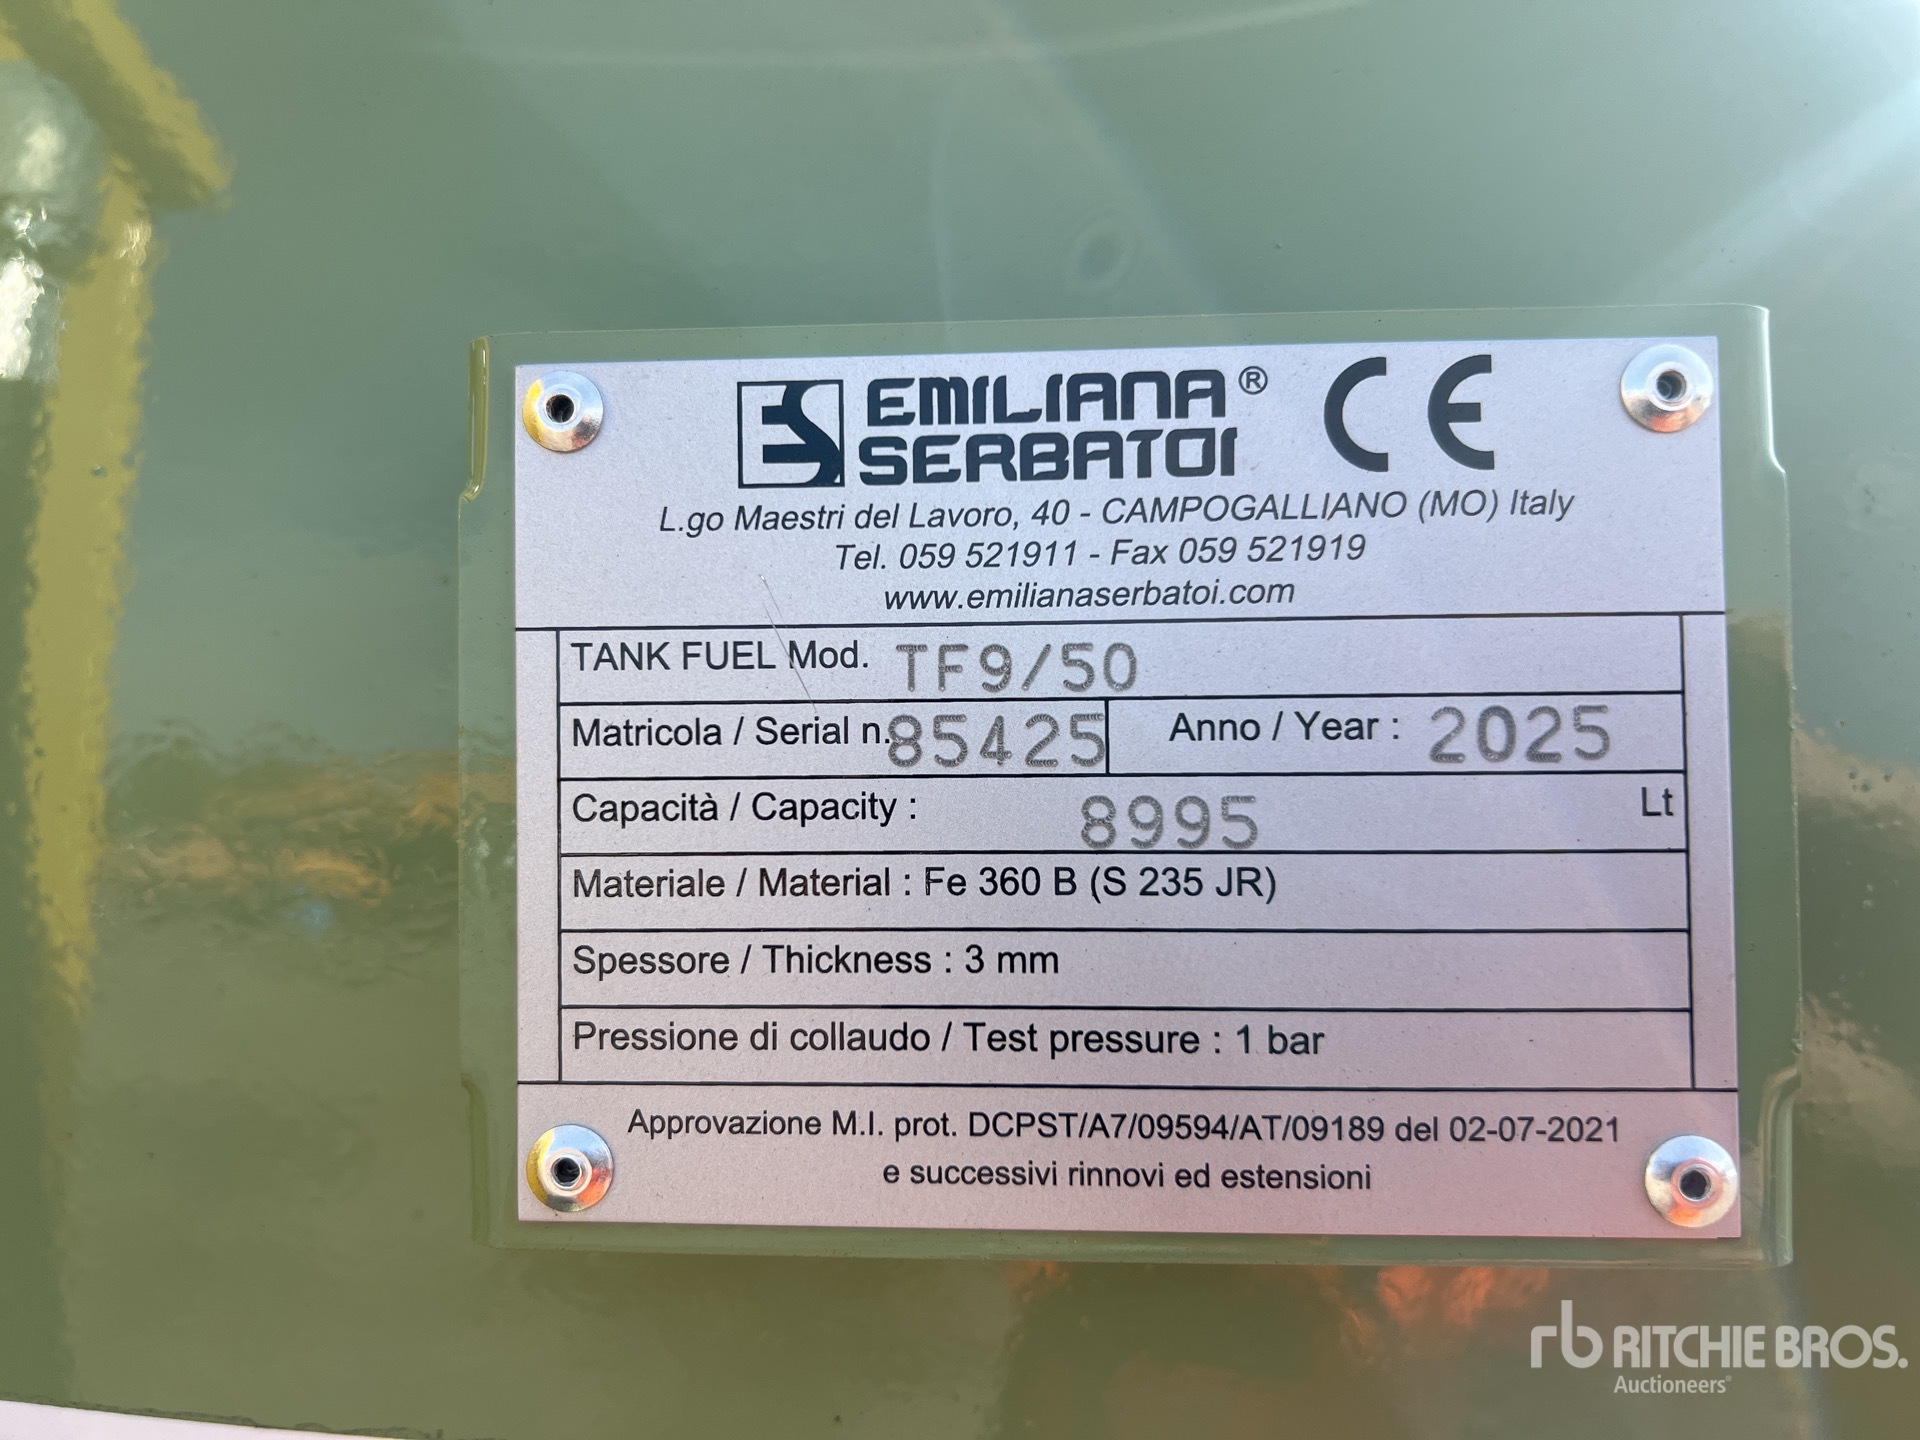 ES EMILIANA® CE
SERBATOI
L.go Maestri del Lavoro, 40 - CAMPOGALLIANO (MO) Italy
Tel. 059 521911 - Fax 059 521919
www.emilianaserbatoi.com
TANK FUEL Mod. TF9/50
Matricola / Serial n. 85425 Anno / Year : 2025
Capacità / Capacity : 8995 Lt
Materiale / Material : Fe 360 B (S 235 JR)
Spessore / Thickness : 3 mm
Pressione di collaudo / Test pressure : 1 bar
Approvazione M.I. prot. DCPST/A7/09594/AT/09189 del 02-07-2021
e successivi rinnovi ed estensioni
rb RITCHIE BROS.
Auctioneers